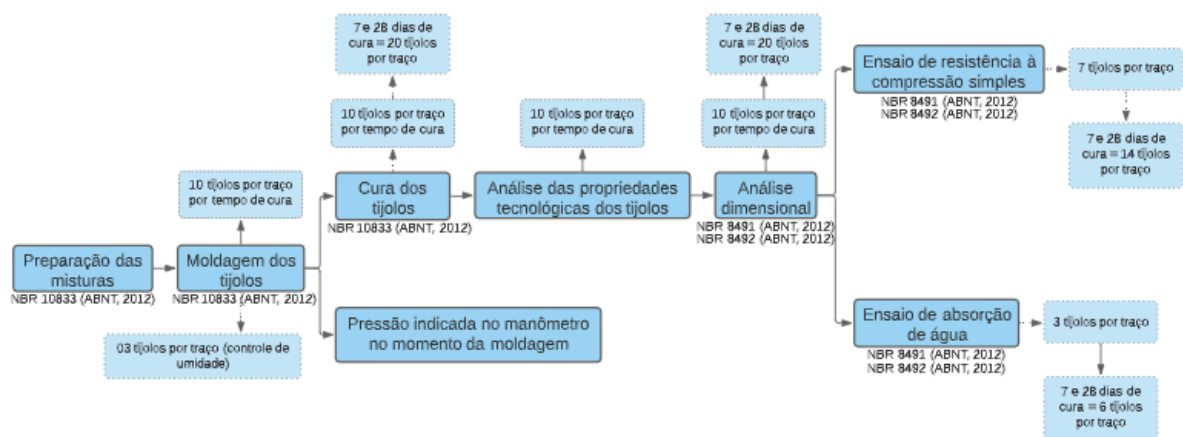 7 e 28 dias de
cura = 20 tijolos
por traço
10 tijolos por traço
por tempo de cura
10 tijolos por traço
por tempo de cura
Preparação das
misturas
NBR 10833 (ABNT, 2012)
Moldagem dos
tijolos
NBR 10833 (ABNT, 2012)
03 tijolos por traço (controle de
umidade)
Cura dos
tijolos
NBR 10833 (ABNT, 2012)
Pressão indicada no manômetro
no momento da moldagem
10 tijolos por traço
por tempo de cura
Análise das propriedades
tecnológicas dos tijolos
7 e 28 dias de
cura = 20 tijolos
por traço
10 tijolos por traço
por tempo de cura
Análise
dimensional
NBR 8491 (ABNT, 2012)
NBR 8492 (ABNT, 2012)
Ensaio de resistência à
compressão simples
NBR 8491 (ABNT, 2012)
NBR 8492 (ABNT, 2012)
7 tijolos por traço
7 e 28 dias de
cura = 14 tijolos
por traço
Ensaio de absorção
de água
NBR 8491 (ABNT, 2012)
NBR 8492 (ABNT, 2012)
3 tijolos por traço
7 e 28 dias de
cura = 6 tijolos
por traço